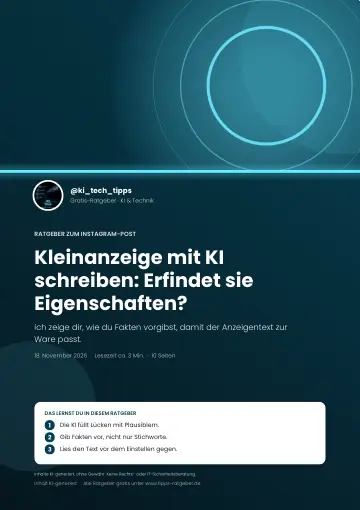 @ki_tech_tipps
Gratis-Ratgeber · KI & Technik
RATGEBER ZUM INSTAGRAM-POST
Kleinanzeige mit KI
schreiben: Erfindet sie
Eigenschaften?
Ich zeige dir, wie du Fakten vorgibst, damit der Anzeigentext zur
Ware passt.
18. November 2026 · Lesezeit ca. 3 Min. · 10 Seiten
DAS LERNST DU IN DIESEM RATGEBER
1 Die KI füllt Lücken mit Plausiblem.
2 Gib Fakten vor, nicht nur Stichworte.
3 Lies den Text vor dem Einstellen gegen.
Inhalte KI-generiert, ohne Gewähr. Keine Rechts- oder IT-Sicherheitsberatung.
Inhalt KI-generiert · Alle Ratgeber gratis unter www.tipps-ratgeber.de